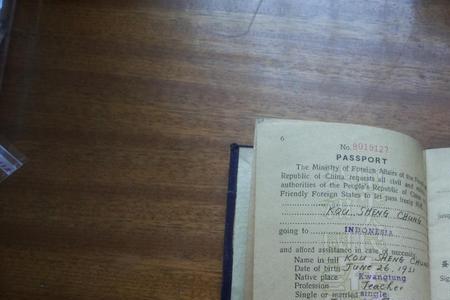 6
No. 8019127
PASSPORT
The Ministry of Foreign Affairs of the
Republic of China requests all civil and
authorities of the People's Republic of China
Friendly Foreign States to let pass freely
KOU SHENG CHUNG
going to INDONESIA
and afford assistance in case of necessity
Name in full KOU SHENG CHUNG
Date of birth JUNE 26, 1931
Native place Kwangtung
Profession Teacher
Single or married single